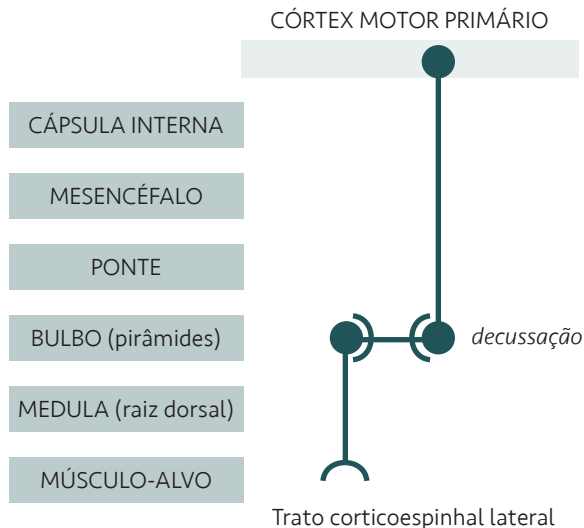 CÓRTEX MOTOR PRIMÁRIO
CÁPSULA INTERNA
MESENCÉFALO
PONTE
BULBO (pirâmides)
decussação
MEDULA (raiz dorsal)
MÚSCULO-ALVO
Trato corticoespinhal lateral